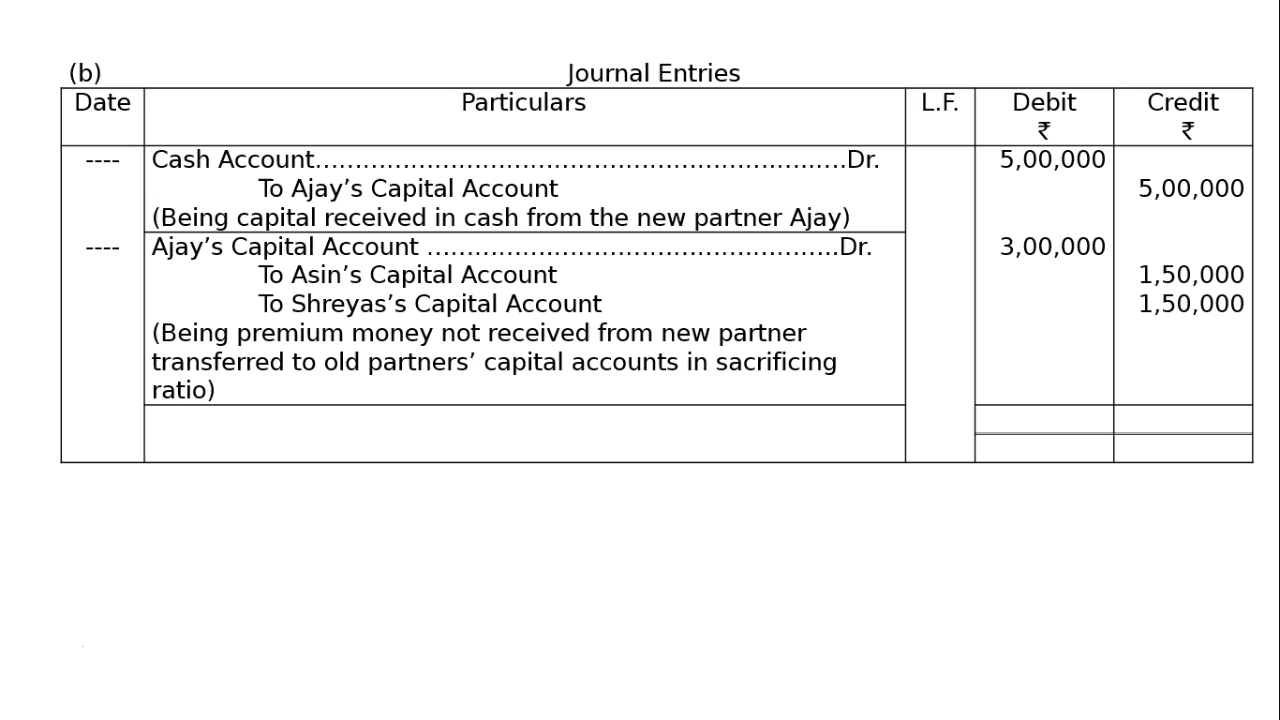 (b) Journal Entries
Date Particulars L.F. Debit Credit
₹ ₹
---- Cash Account..................................................................Dr. 5,00,000
To Ajay’s Capital Account 5,00,000
(Being capital received in cash from the new partner Ajay)
---- Ajay’s Capital Account ...................................................Dr. 3,00,000
To Asin’s Capital Account 1,50,000
To Shreyas’s Capital Account 1,50,000
(Being premium money not received from new partner
transferred to old partners’ capital accounts in sacrificing
ratio)